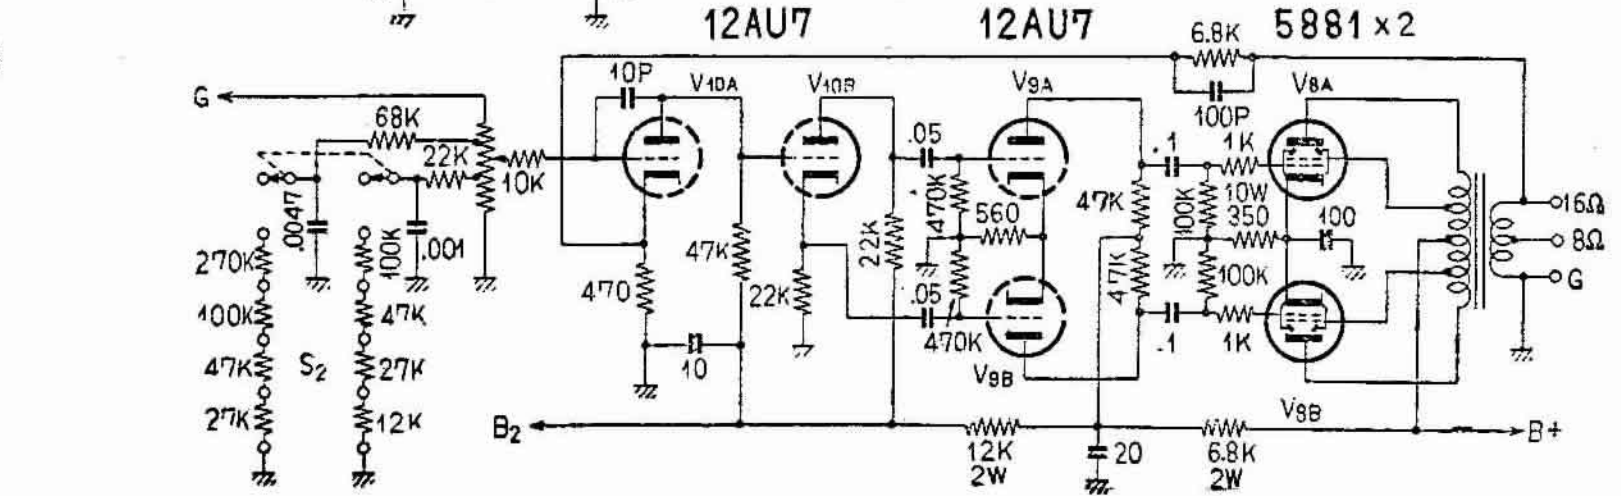 12AU7 12AU7 5881 x 2
6.8K
10P V10A V10B V9A V8A
G
100P
68K
.05 .1 1K
22K
10K
470K 10W
.0047 560 47K 100K 350 100 16Ω
100K .001 22K 8Ω
270K 47K
470 22K .05 47K 100K G
100K 47K
470K .1 1K
47K S2 27K 10 V9B
27K 12K V8B
B2 B+
12K 20 6.8K
2W 2W